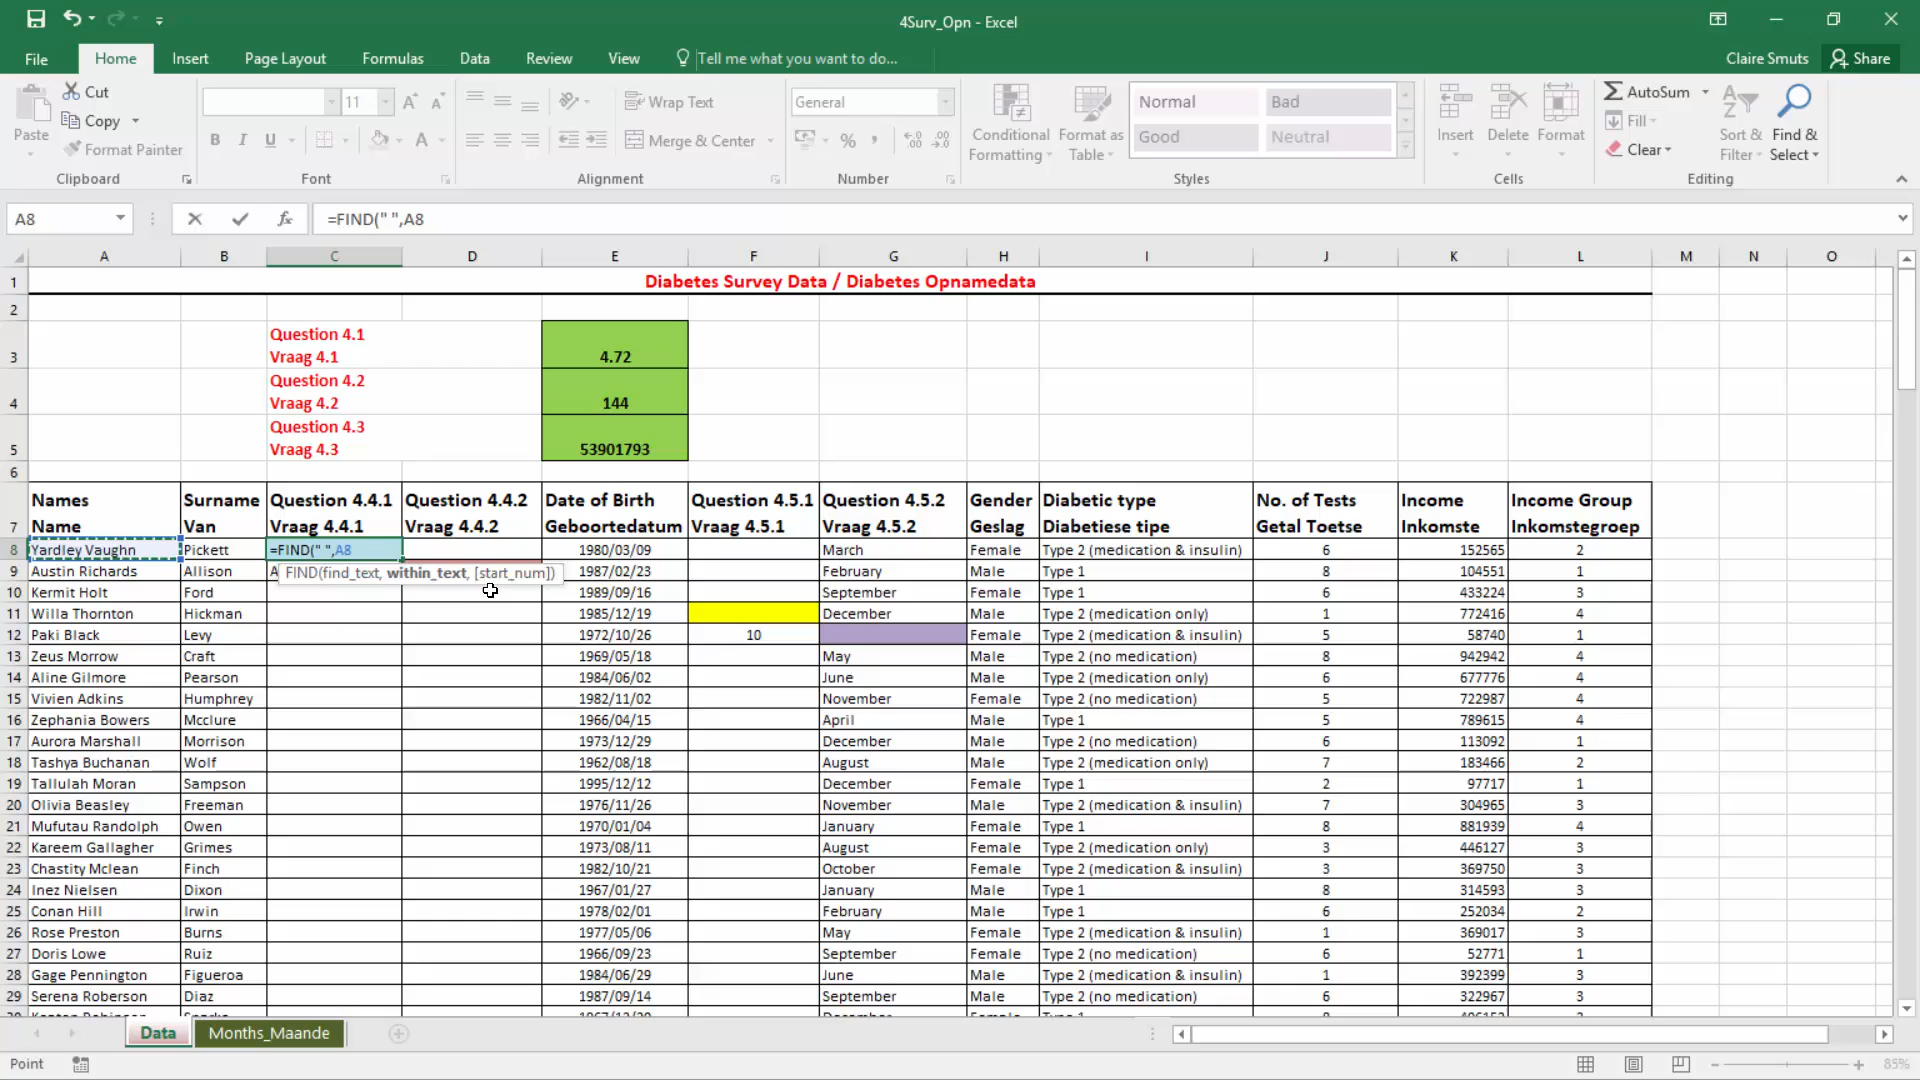 4Surv_Opn - Excel
File Home Insert Page Layout Formulas Data Review View Tell me what you want to do... Claire Smuts Share
Paste Cut Copy Format Painter Clipboard
11 A A B I U A Font
Wrap Text Merge & Center Alignment
General % Number
Conditional Formatting Format as Table Normal Bad Good Neutral Styles
Insert Delete Format Cells
AutoSum Fill Clear Sort & Filter Find & Select Editing
A8 fx =FIND(" ",A8
A B C D E F G H I J K L M N O
1 Diabetes Survey Data / Diabetes Opnamedata
2
3 Question 4.1
Vraag 4.1 4.72
4 Question 4.2
Vraag 4.2 144
5 Question 4.3
Vraag 4.3 53901793
6
Names Surname Question 4.4.1 Question 4.4.2 Date of Birth Question 4.5.1 Question 4.5.2 Gender Diabetic type No. of Tests Income Income Group
7 Name Van Vraag 4.4.1 Vraag 4.4.2 Geboortedatum Vraag 4.5.1 Vraag 4.5.2 Geslag Diabetiese tipe Getal Toetse Inkomste Inkomstegroep
8 Yardley Vaughn Pickett =FIND(" ",A8 1980/03/09 March Female Type 2 (medication & insulin) 6 152565 2
9 Austin Richards Allison A FIND(find_text, within_text, [start_num]) 1987/02/23 February Female Type 1 8 104551 1
10 Kermit Holt Ford 1989/09/16 September Female Type 1 6 433224 3
11 Willa Thornton Hickman 1985/12/19 December Male Type 2 (medication only) 1 772416 4
12 Paki Black Levy 1972/10/26 10 Female Type 2 (medication & insulin) 5 58740 1
13 Zeus Morrow Craft 1969/05/18 May Male Type 2 (no medication) 8 942942 4
14 Aline Gilmore Pearson 1984/06/02 June Male Type 2 (medication only) 6 677776 4
15 Vivien Adkins Humphrey 1982/11/02 November Female Type 2 (no medication) 5 722987 4
16 Zephania Bowers Mcclure 1966/04/15 April Male Type 1 5 789615 4
17 Aurora Marshall Morrison 1973/12/29 December Male Type 2 (no medication) 6 113092 1
18 Tashya Buchanan Wolf 1962/08/18 August Male Type 2 (medication only) 7 183466 2
19 Tallulah Moran Sampson 1995/12/12 December Female Type 1 2 97717 1
20 Olivia Beasley Freeman 1976/11/26 November Male Type 2 (medication & insulin) 7 304965 3
21 Mufutau Randolph Owen 1970/01/04 January Female Type 1 8 881939 4
22 Kareem Gallagher Grimes 1973/08/11 August Female Type 2 (medication only) 3 446127 3
23 Chastity Mclean Finch 1982/10/21 October Female Type 2 (medication & insulin) 3 369750 3
24 Inez Nielsen Dixon 1967/01/27 January Male Type 1 8 314593 3
25 Conan Hill Irwin 1978/02/01 February Male Type 1 6 252034 2
26 Rose Preston Burns 1977/05/06 May Male Type 2 (medication & insulin) 1 369017 3
27 Doris Lowe Ruiz 1966/09/23 September Female Type 2 (no medication) 6 52771 1
28 Gage Pennington Figueroa 1984/06/29 June Male Type 2 (medication & insulin) 1 392399 3
29 Serena Roberson Diaz 1987/09/14 September Male Type 2 (no medication) 6 322967 3
Data Months_Maande
Point 85%